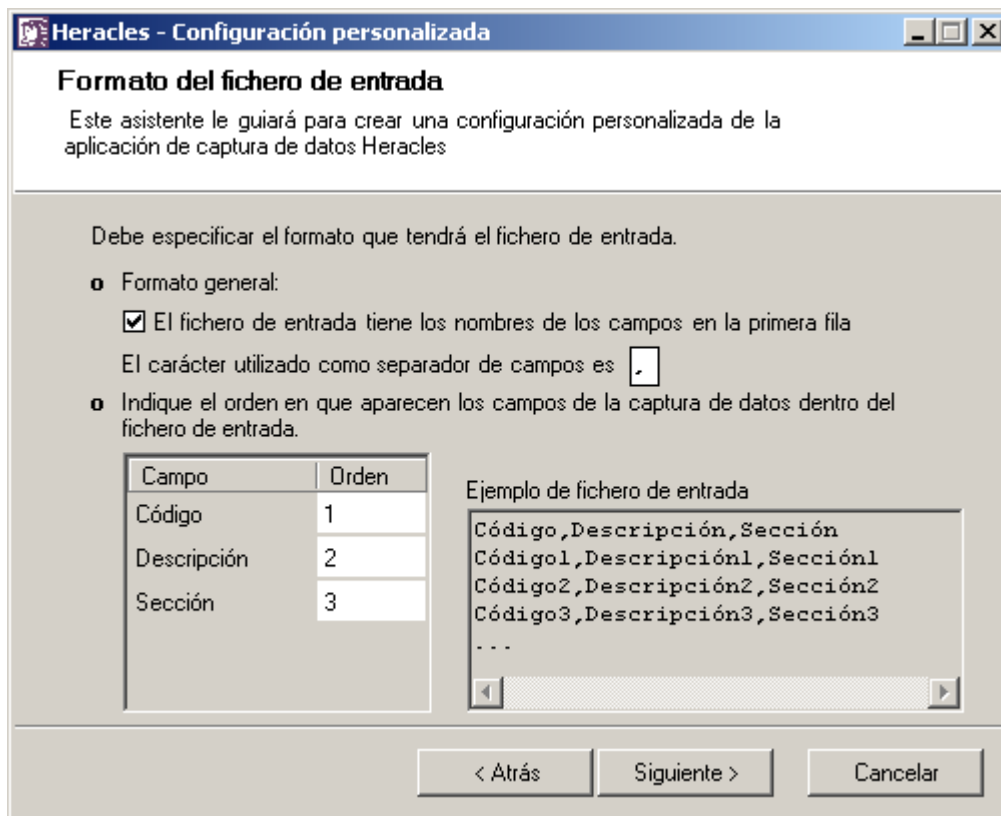 Heracles - Configuración personalizada
Formato del fichero de entrada
Este asistente le guiará para crear una configuración personalizada de la
aplicación de captura de datos Heracles
Debe especificar el formato que tendrá el fichero de entrada.
o Formato general:
El fichero de entrada tiene los nombres de los campos en la primera fila
El carácter utilizado como separador de campos es ,
o Indique el orden en que aparecen los campos de la captura de datos dentro del
fichero de entrada.
Campo Orden
Código 1
Descripción 2
Sección 3
Ejemplo de fichero de entrada
Código,Descripción,Sección
Código1,Descripción1,Sección1
Código2,Descripción2,Sección2
Código3,Descripción3,Sección3
...
< Atrás Siguiente > Cancelar